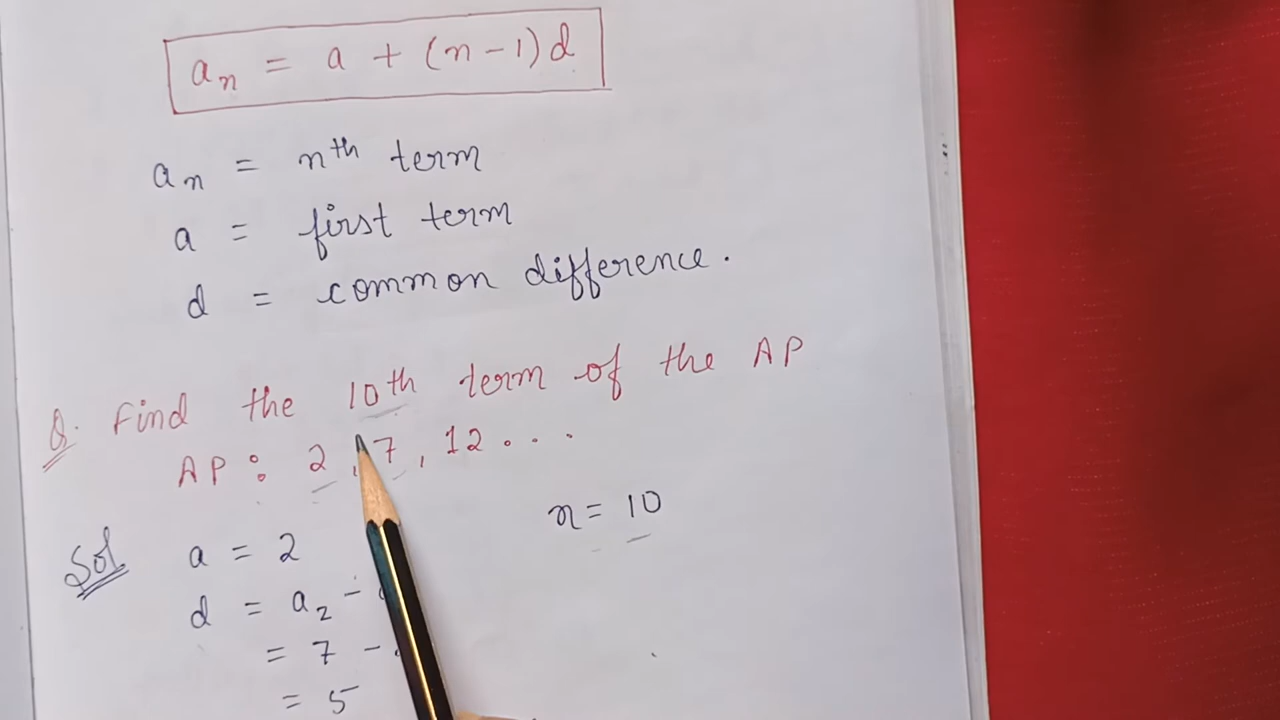 aₙ = a + (n - 1) d
aₙ = nᵗʰ term
a = first term
d = common difference.
Q. Find the 10th term of the AP
AP : 2, 7, 12...
Sol a = 2 n = 10
d = a₂ -
= 7 -
= 5